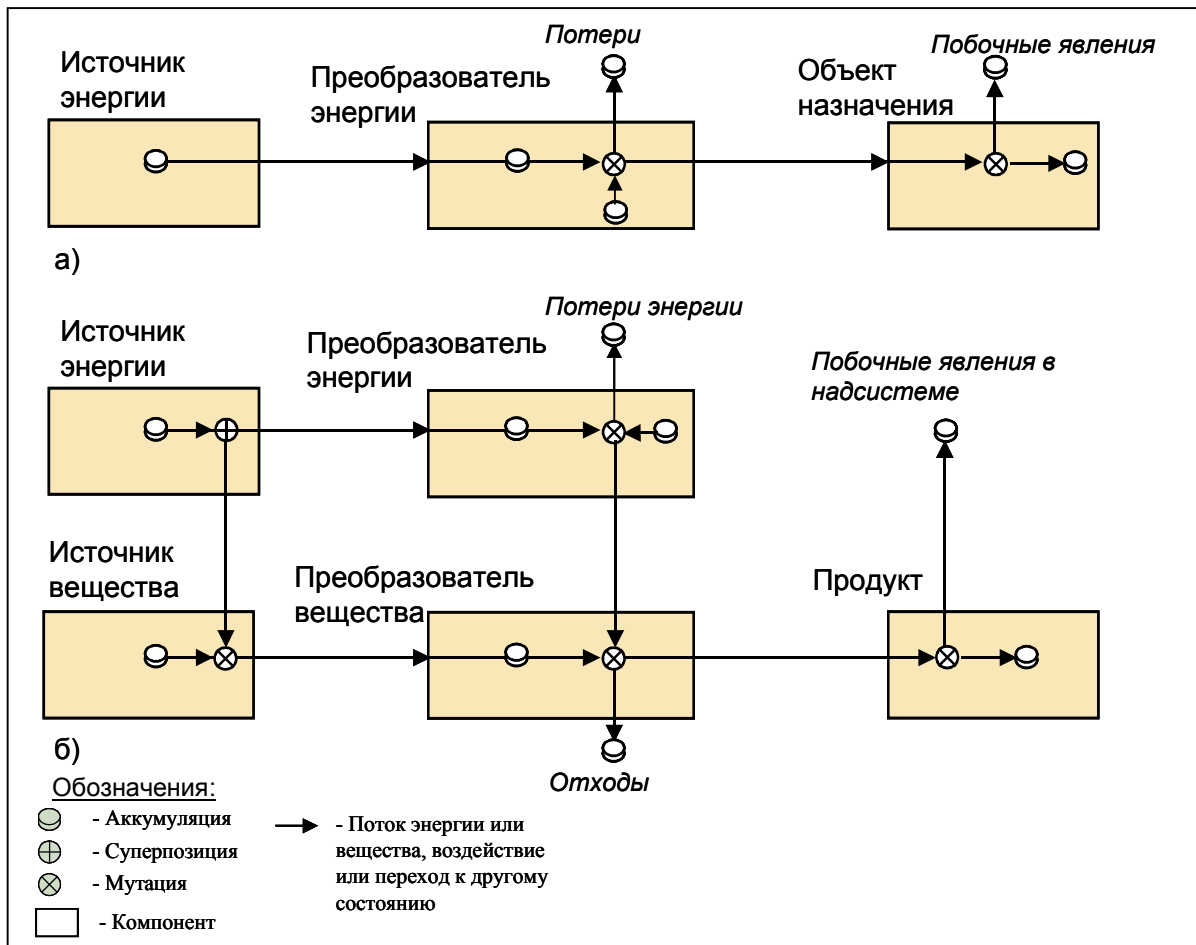 Потери
Побочные явления
Источник
энергии
Преобразователь
энергии
Объект
назначения
а)
Потери энергии
Источник
энергии
Преобразователь
энергии
Побочные явления в
надсистеме
Источник
вещества
Преобразователь
вещества
Продукт
б)
Отходы
Обозначения:
- Аккумуляция
- Суперпозиция
- Мутация
- Компонент
- Поток энергии или
вещества, воздействие
или переход к другому
состоянию